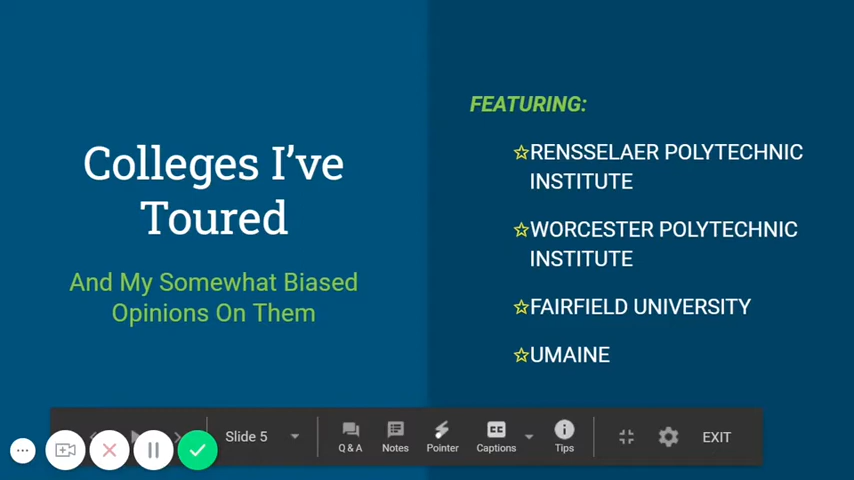 Colleges I've
Toured
And My Somewhat Biased
Opinions On Them
FEATURING:
☆RENSSELAER POLYTECHNIC
INSTITUTE
☆WORCESTER POLYTECHNIC
INSTITUTE
☆FAIRFIELD UNIVERSITY
☆UMAINE
Slide 5
Q & A
Notes
Pointer
CC
Captions
Tips
EXIT